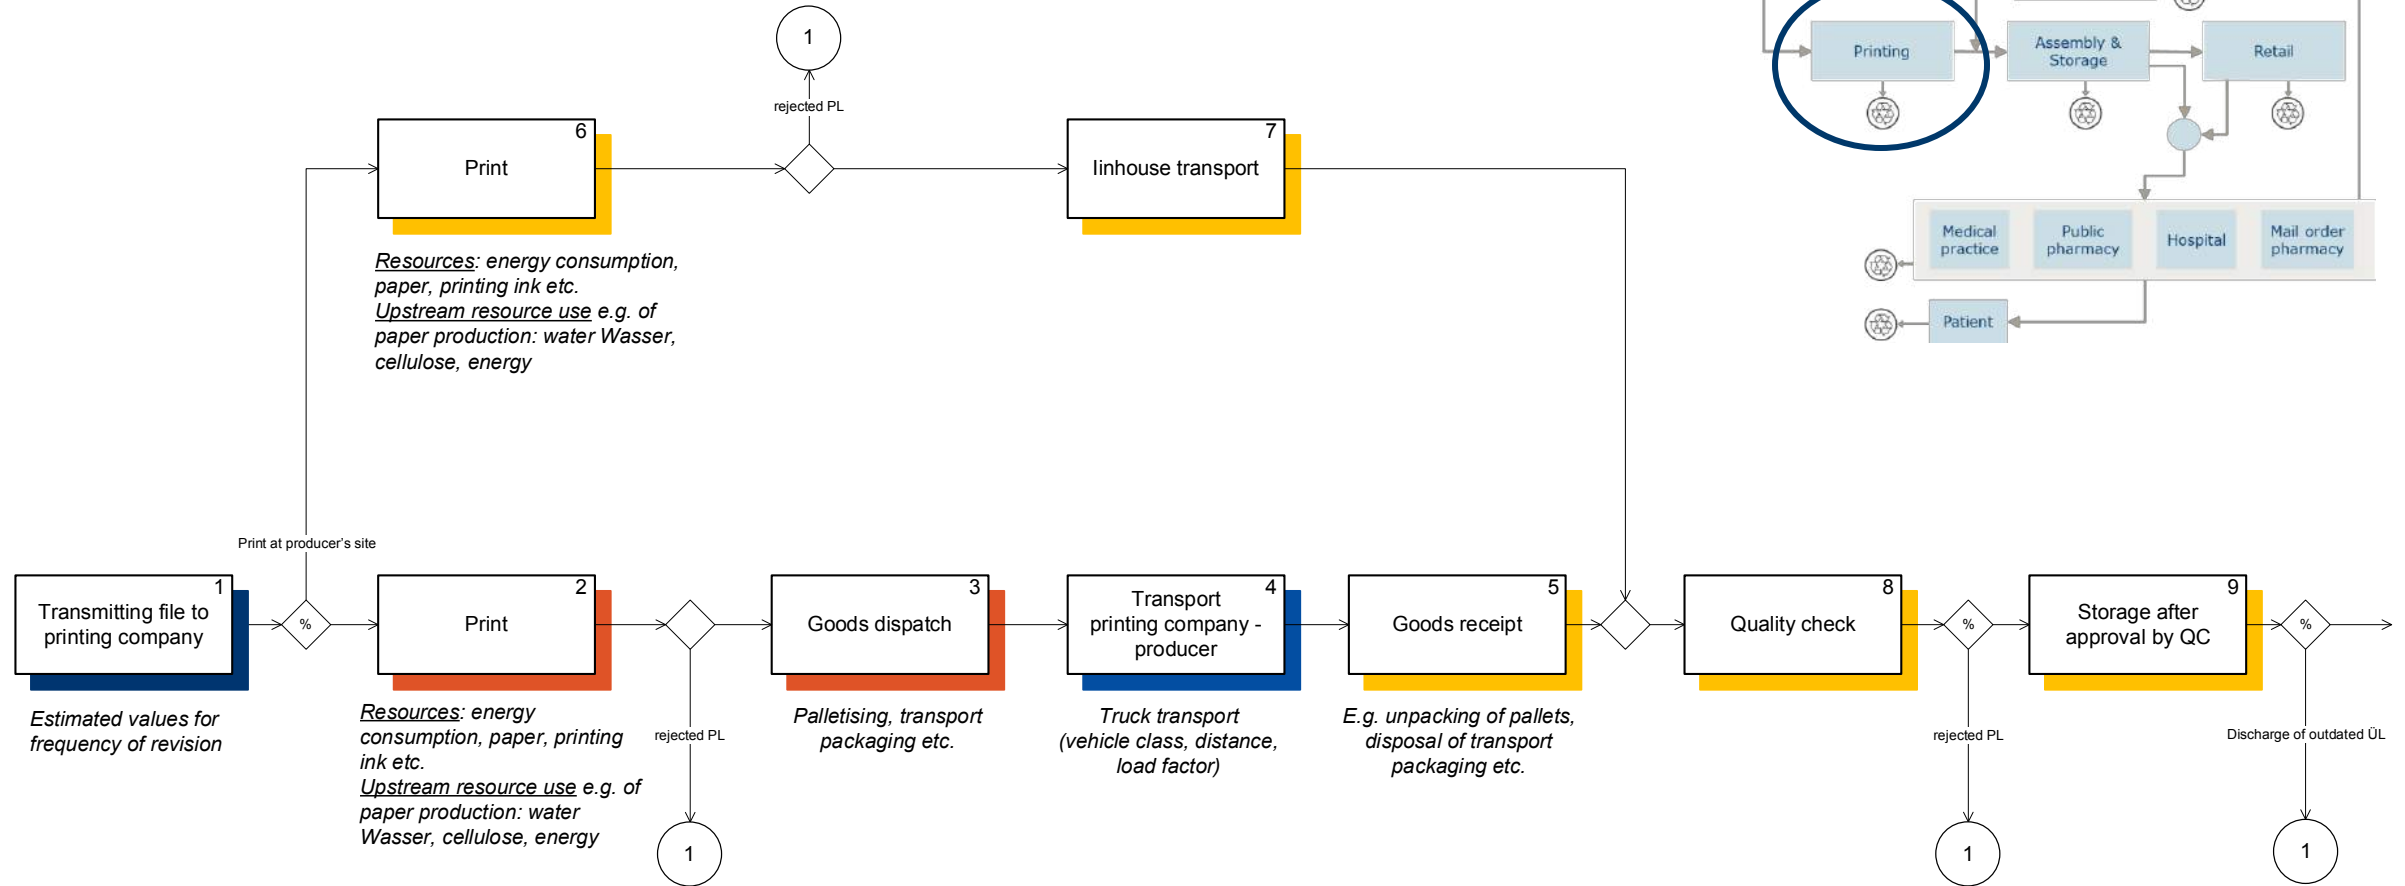 1
rejected PL
6
Print
7
Iinhouse transport
Resources: energy consumption,
paper, printing ink etc.
Upstream resource use e.g. of
paper production: water Wasser,
cellulose, energy
Printing
Assembly &
Storage
Retail
Medical
practice
Public
pharmacy
Hospital
Mail order
pharmacy
Patient
Print at producer's site
1
Transmitting file to
printing company
Estimated values for
frequency of revision
%
2
Print
Resources: energy
consumption, paper, printing
ink etc.
Upstream resource use e.g. of
paper production: water
Wasser, cellulose, energy
rejected PL
1
3
Goods dispatch
Palletising, transport
packaging etc.
4
Transport
printing company -
producer
Truck transport
(vehicle class, distance,
load factor)
5
Goods receipt
E.g. unpacking of pallets,
disposal of transport
packaging etc.
8
Quality check
%
rejected PL
1
9
Storage after
approval by QC
%
Discharge of outdated ÜL
1